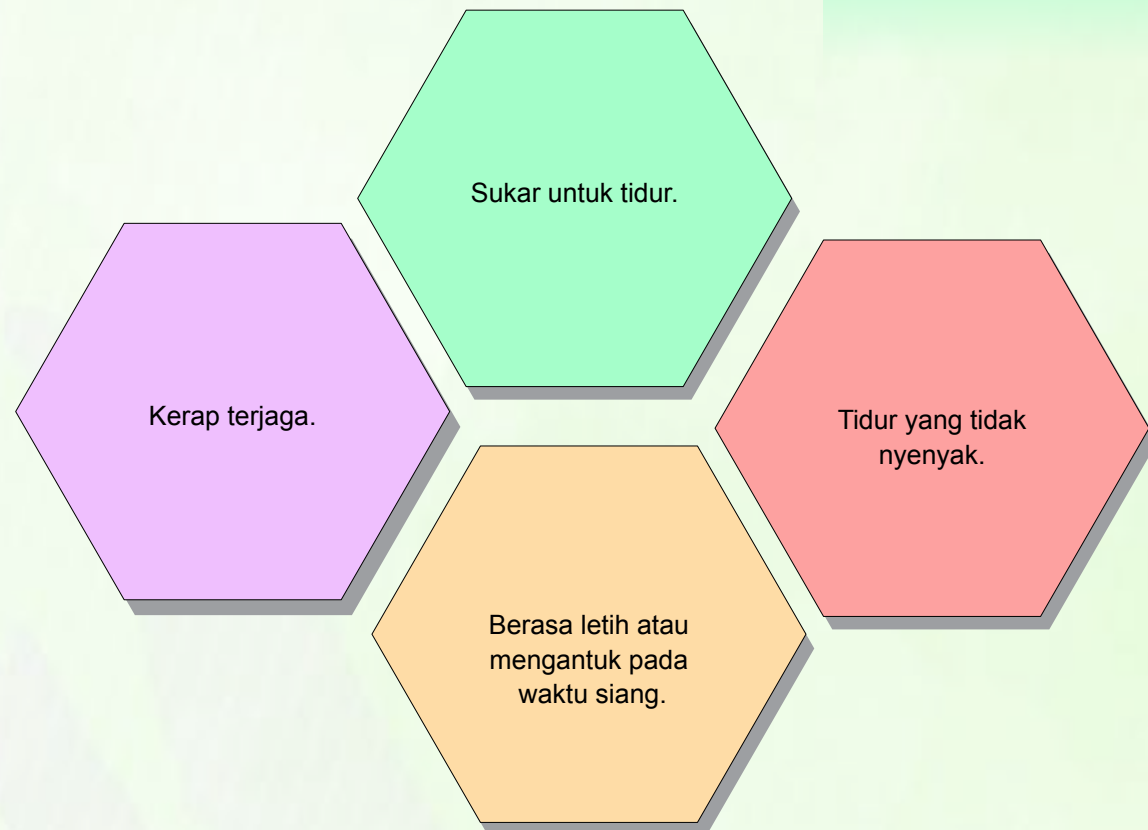 Sukar untuk tidur.
Kerap terjaga.
Tidur yang tidak
nyenyak.
Berasa letih atau
mengantuk pada
waktu siang.